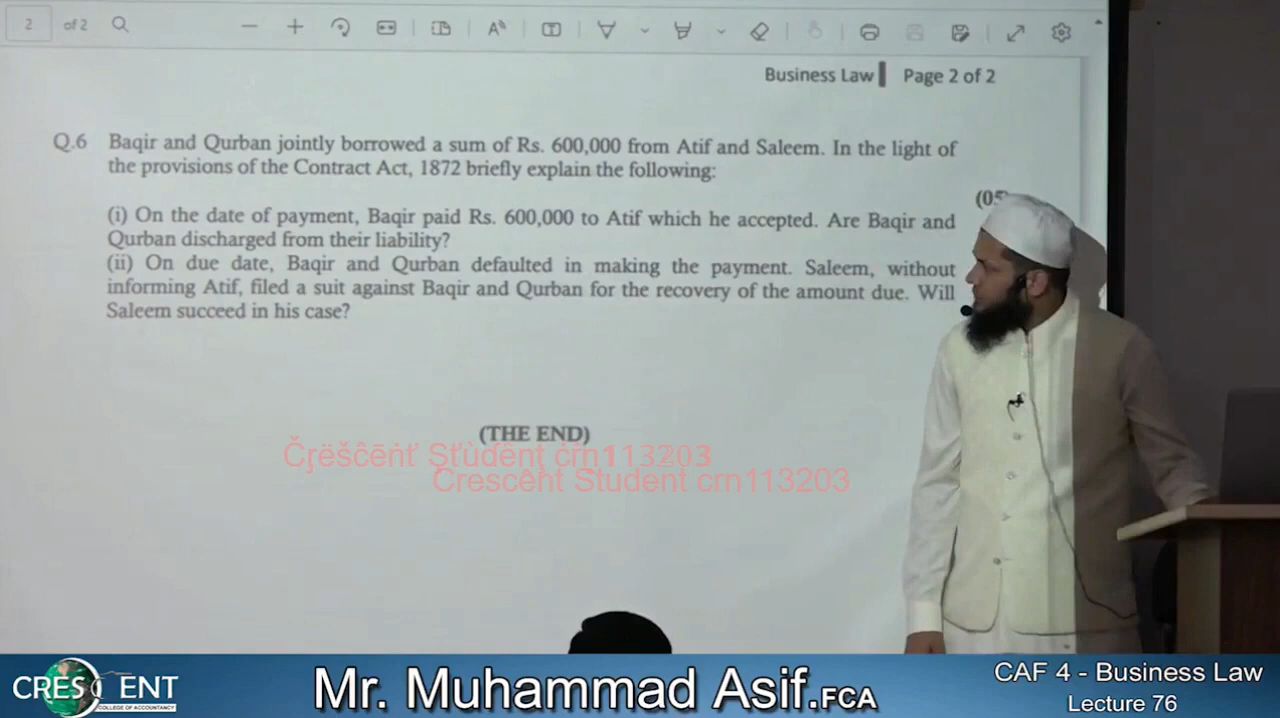 2 of 2
Business Law Page 2 of 2
Q.6 Baqir and Qurban jointly borrowed a sum of Rs. 600,000 from Atif and Saleem. In the light of
the provisions of the Contract Act, 1872 briefly explain the following:
(05
(i) On the date of payment, Baqir paid Rs. 600,000 to Atif which he accepted. Are Baqir and
Qurban discharged from their liability?
(ii) On due date, Baqir and Qurban defaulted in making the payment. Saleem, without
informing Atif, filed a suit against Baqir and Qurban for the recovery of the amount due. Will
Saleem succeed in his case?
(THE END)
Crescent Student crn113203
Crescent Student crn113203
CRESCENT
COLLEGE OF ACCOUNTANCY
Mr. Muhammad Asif.FCA
CAF 4 - Business Law
Lecture 76